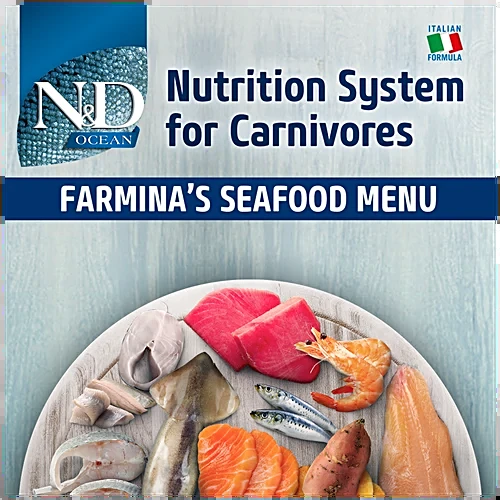 ITALIAN
FORMULA
N&D
OCEAN
Nutrition System
for Carnivores
FARMINA'S SEAFOOD MENU